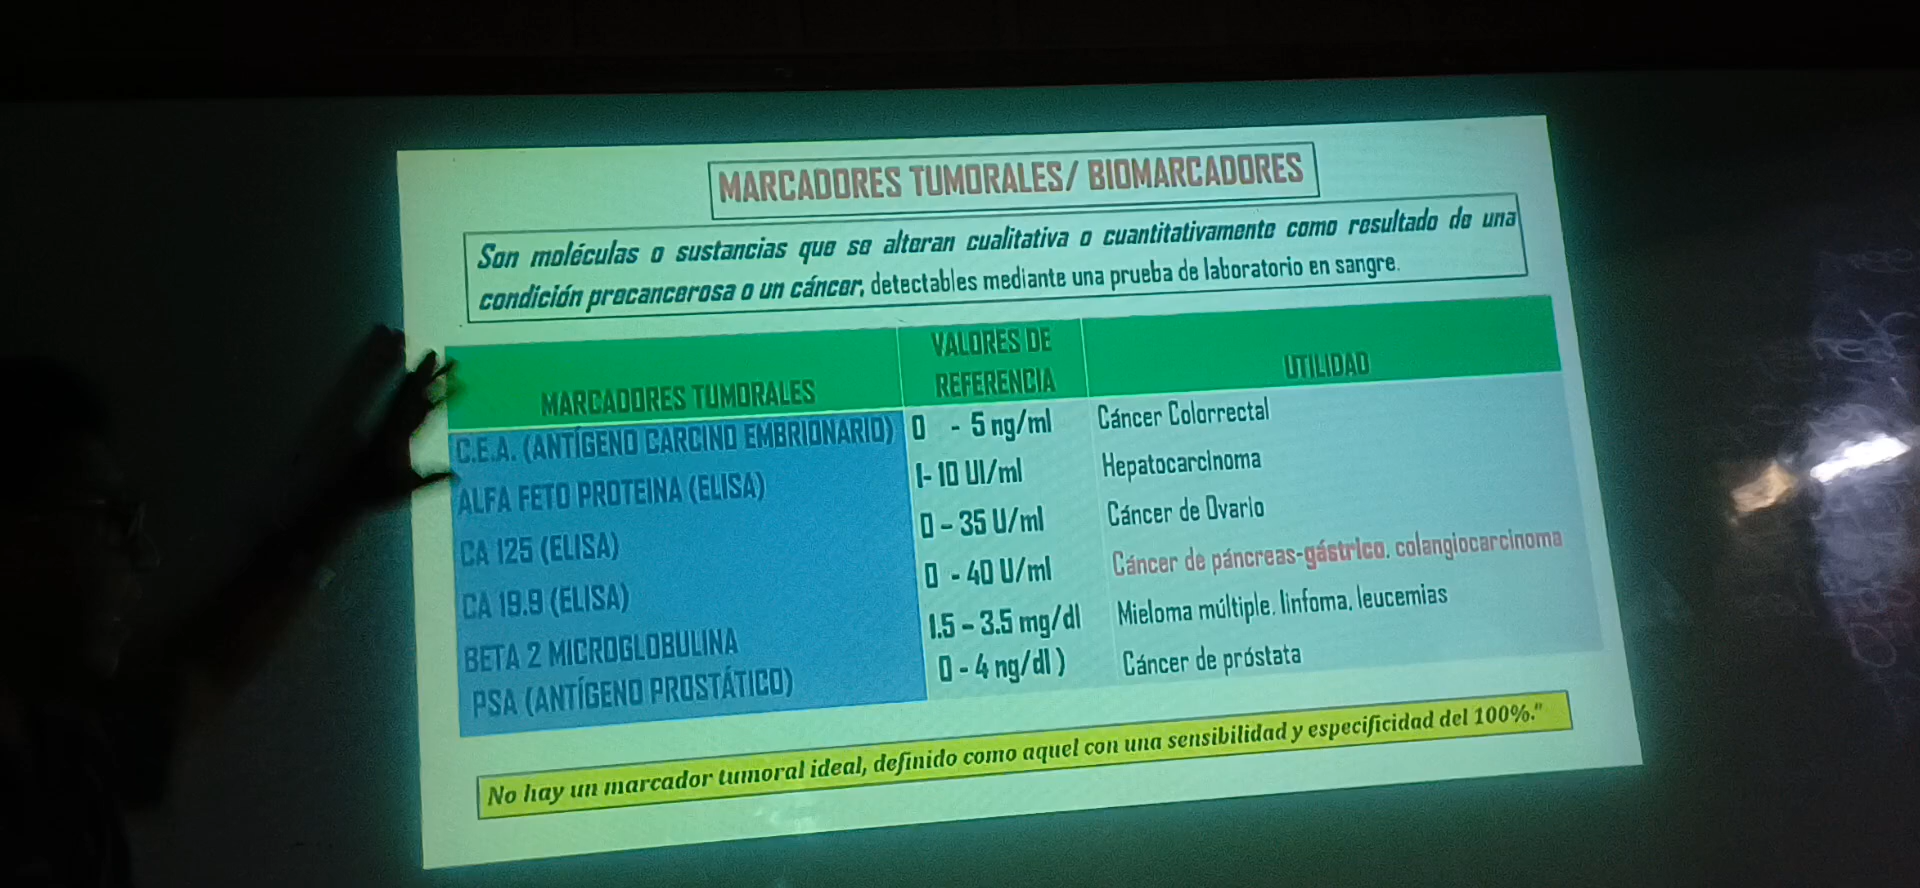 MARCADORES TUMORALES/ BIOMARCADORES
Son moléculas o sustancias que se alteran cualitativa o cuantitativamente como resultado de una
condición precancerosa o un cáncer, detectables mediante una prueba de laboratorio en sangre.
MARCADORES TUMORALES VALORES DE REFERENCIA UTILIDAD
C.E.A. (ANTÍGENO CARCINO EMBRIONARIO) 0 - 5 ng/ml Cáncer Colorrectal
ALFA FETO PROTEINA (ELISA) 1- 10 UI/ml Hepatocarcinoma
CA 125 (ELISA) 0 - 35 U/ml Cáncer de Ovario
CA 19.9 (ELISA) 0 - 40 U/ml Cáncer de páncreas-gástrico. colangiocarcinoma
BETA 2 MICROGLOBULINA 1.5 - 3.5 mg/dl Mieloma múltiple. linfoma. leucemias
PSA (ANTÍGENO PROSTÁTICO) 0 - 4 ng/dl ) Cáncer de próstata
No hay un marcador tumoral ideal, definido como aquel con una sensibilidad y especificidad del 100%."